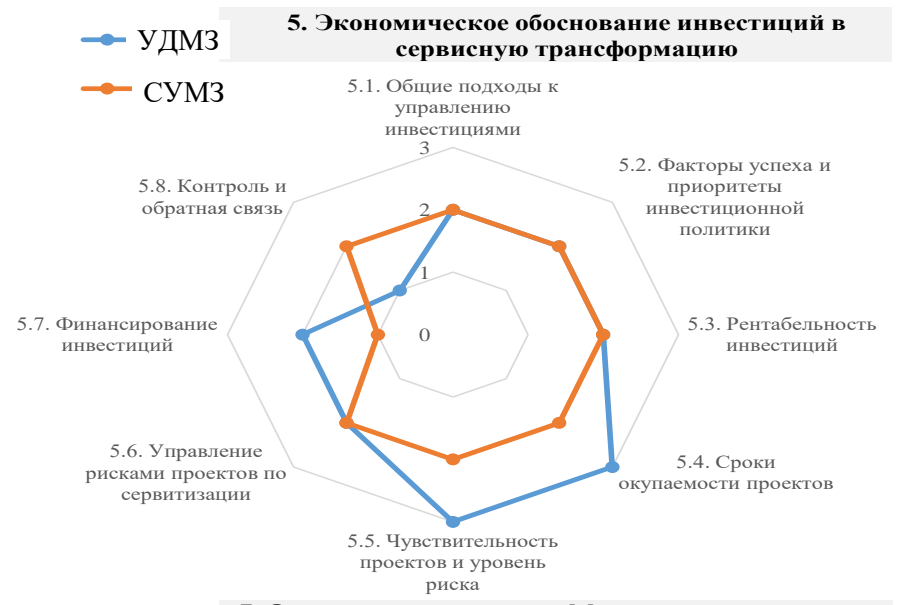 5. Экономическое обоснование инвестиций в
сервисную трансформацию
УДМЗ
СУМЗ
5.1. Общие подходы к
управлению
инвестициями
5.2. Факторы успеха и
приоритеты
инвестиционной
политики
5.3. Рентабельность
инвестиций
5.4. Сроки
окупаемости проектов
5.5. Чувствительность
проектов и уровень
риска
5.6. Управление
рисками проектов по
сервитизации
5.7. Финансирование
инвестиций
5.8. Контроль и
обратная связь
3
2
1
0